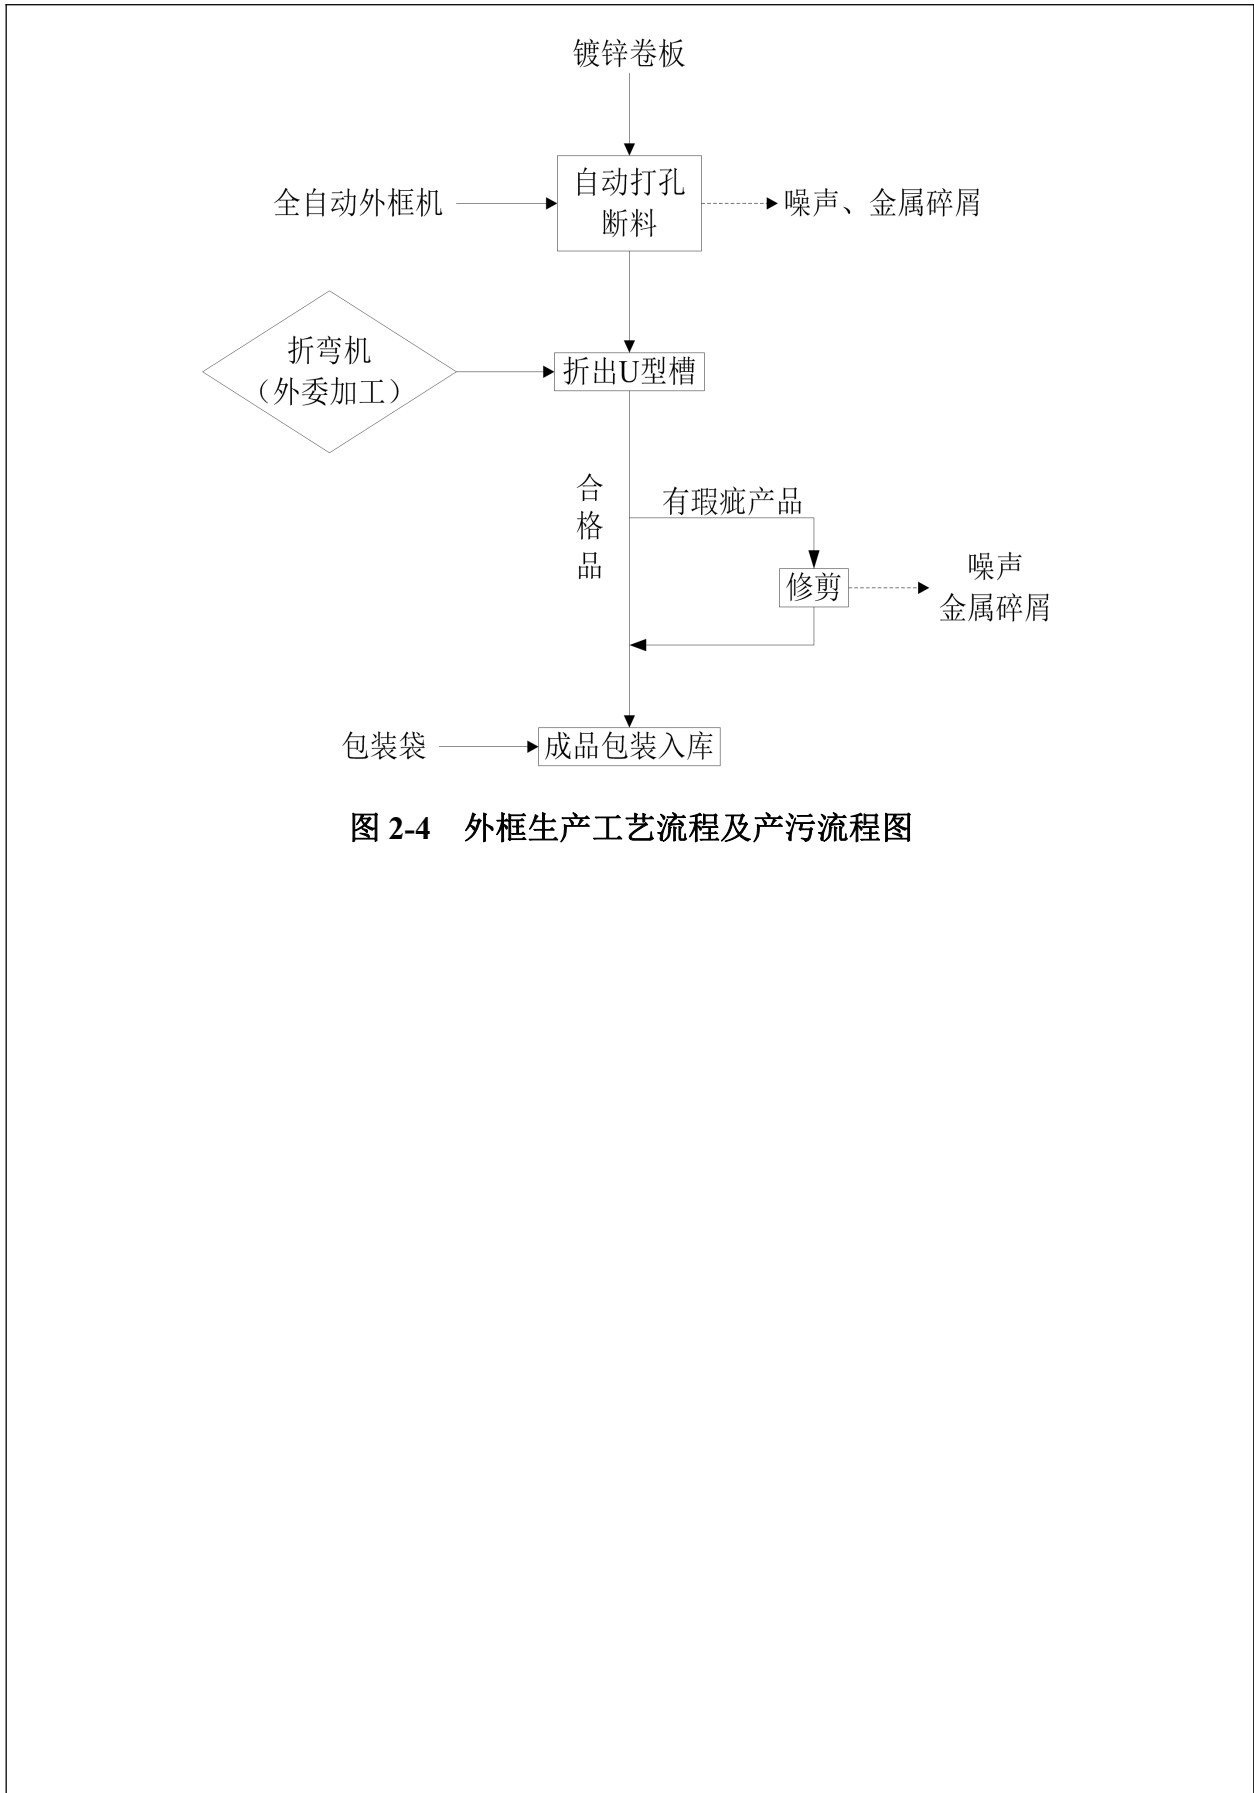 镀锌卷板
自动打孔
断料
全自动外框机
噪声、金属碎屑
折弯机
（外委加工）
折出U型槽
合
格
品
有瑕疵产品
修剪
噪声
金属碎屑
包装袋
成品包装入库
图 2-4 外框生产工艺流程及产污流程图